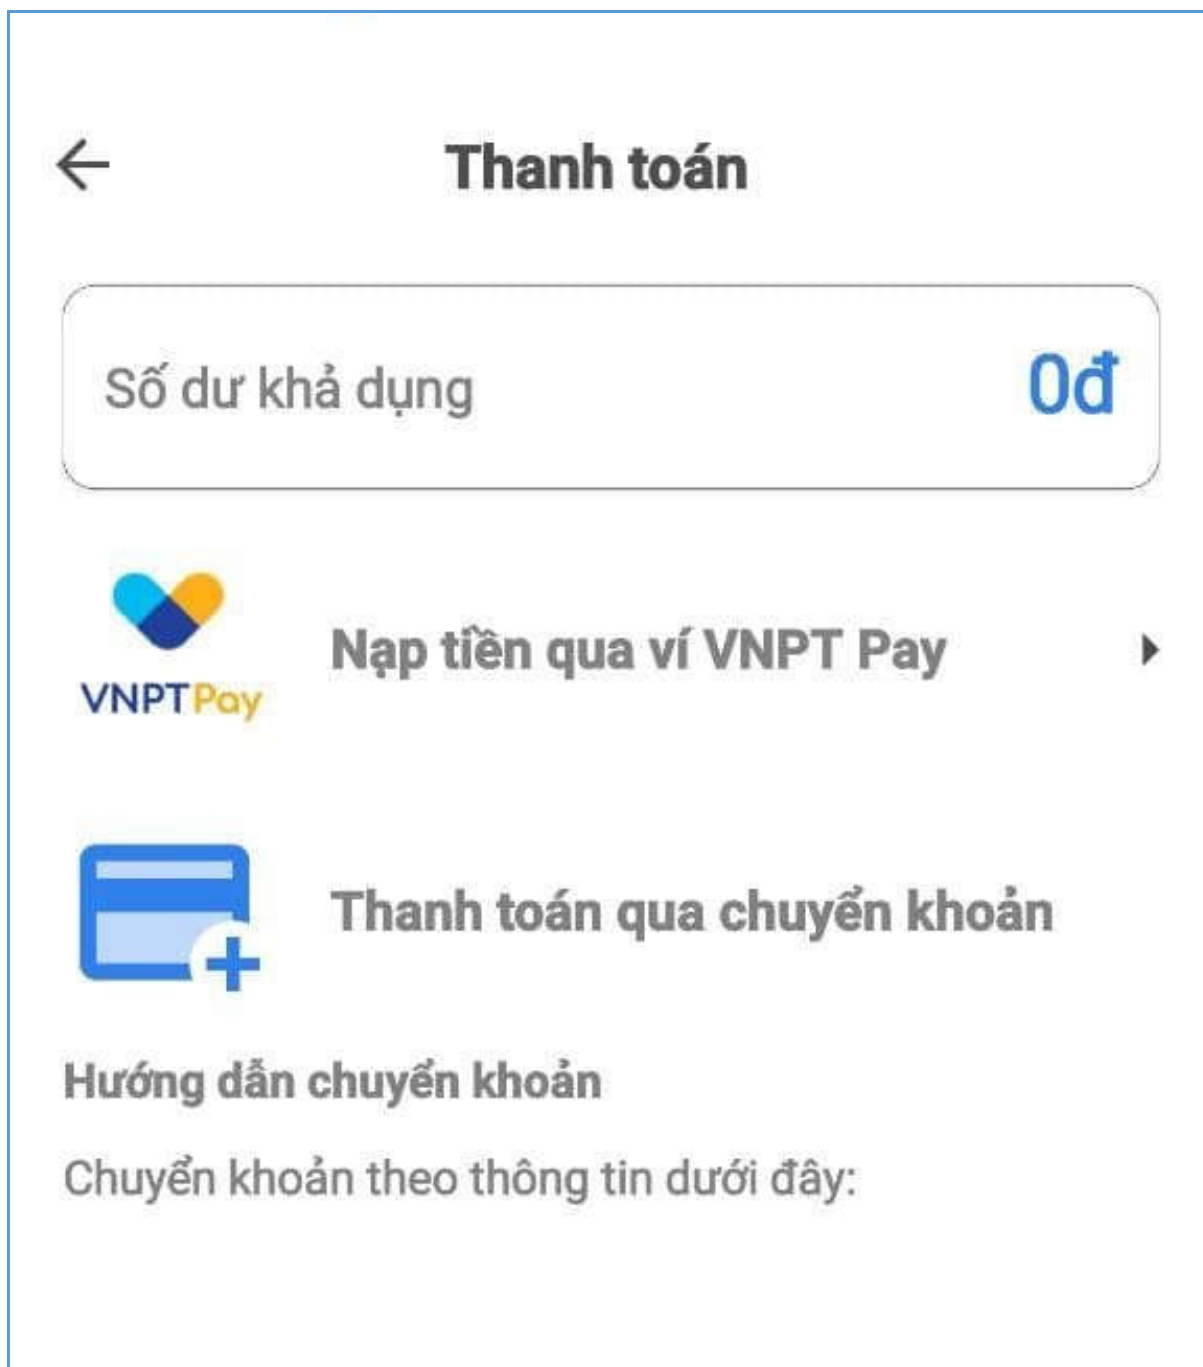 Thanh toán
Số dư khả dụng
0đ
VNPT Pay
Nạp tiền qua ví VNPT Pay
Thanh toán qua chuyển khoản
Hướng dẫn chuyển khoản
Chuyển khoản theo thông tin dưới đây: